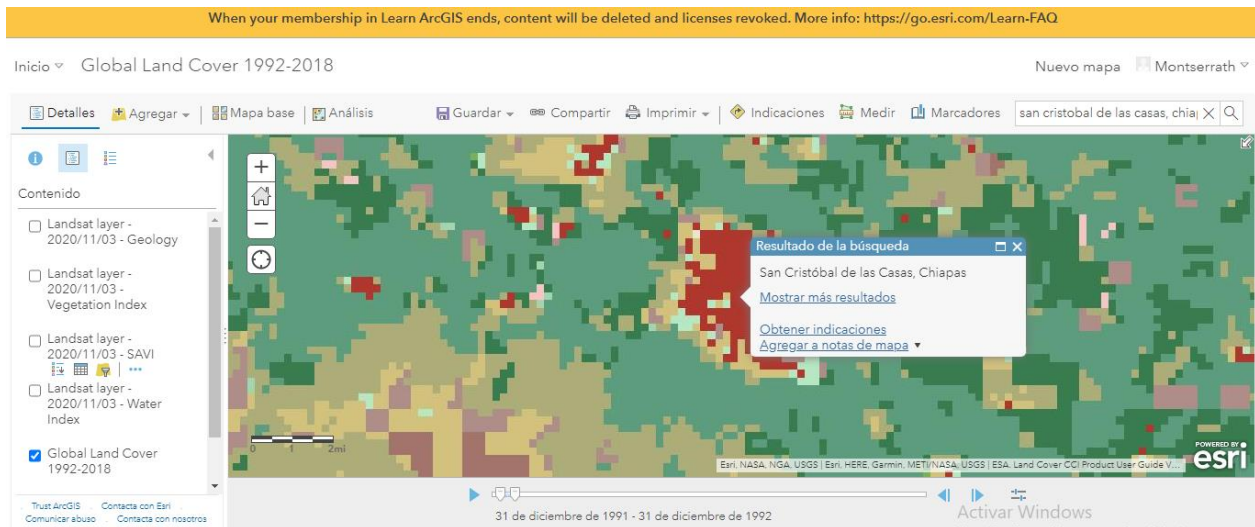 When your membership in Learn ArcGIS ends, content will be deleted and licenses revoked. More info: https://go.esri.com/Learn-FAQ
Inicio Global Land Cover 1992-2018 Nuevo mapa Montserrath
Detalles Agregar Mapa base Análisis Guardar Compartir Imprimir Indicaciones Medir Marcadores san cristobal de las casas, chia
Contenido
Landsat layer -
2020/11/03 - Geology
Landsat layer -
2020/11/03 -
Vegetation Index
Landsat layer -
2020/11/03 - SAVI
Landsat layer -
2020/11/03 - Water
Index
Global Land Cover
1992-2018
Trust ArcGIS Contacta con Esri
Comunicar abuso Contacta con nosotros
Resultado de la búsqueda
San Cristóbal de las Casas, Chiapas
Mostrar más resultados
Obtener indicaciones
Agregar a notas de mapa
0 1 2mi
POWERED BY
esri
Esri, NASA, NGA, USGS | Esri, HERE, Garmin, METI/NASA, USGS | ESA. Land Cover CCI Product User Guide V...
31 de diciembre de 1991 - 31 de diciembre de 1992
Activar Windows